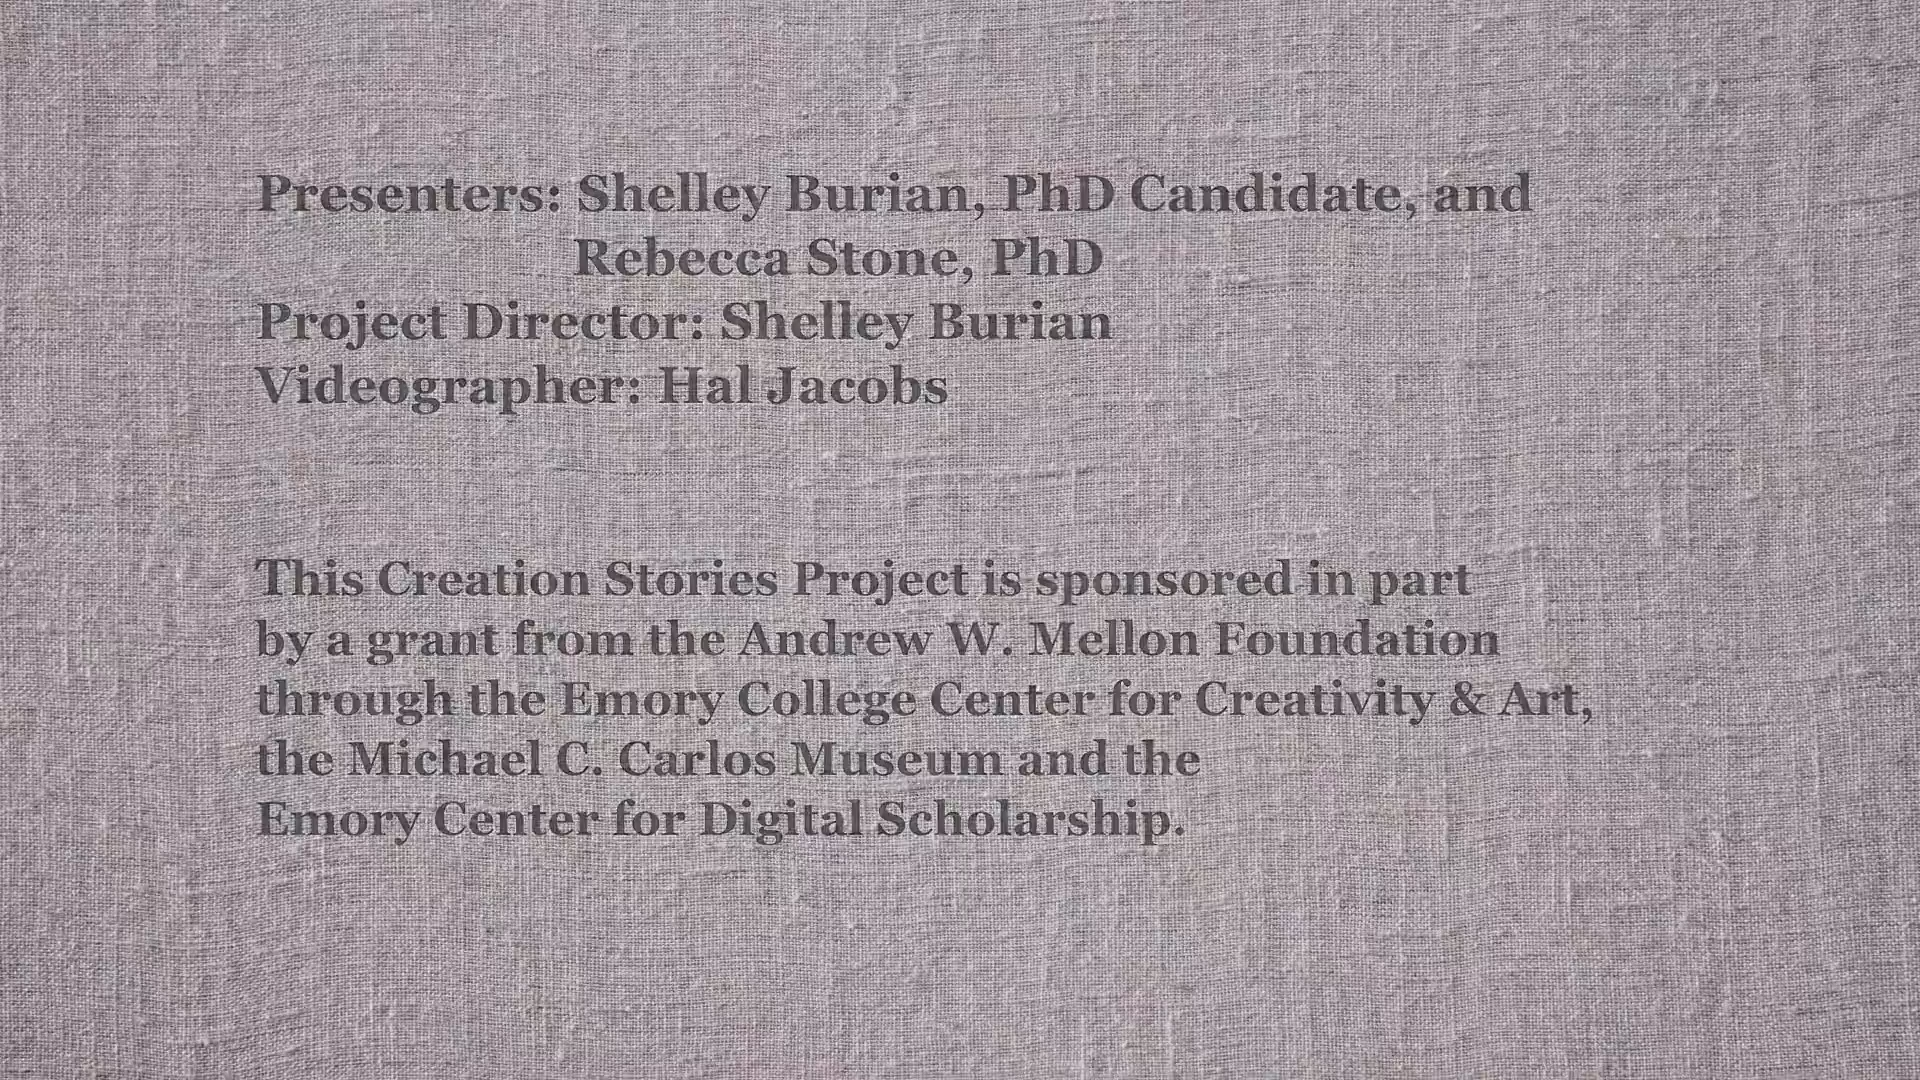 Presenters: Shelley Burian, PhD Candidate, and
Rebecca Stone, PhD
Project Director: Shelley Burian
Videographer: Hal Jacobs
This Creation Stories Project is sponsored in part
by a grant from the Andrew W. Mellon Foundation
through the Emory College Center for Creativity & Art,
the Michael C. Carlos Museum and the
Emory Center for Digital Scholarship.